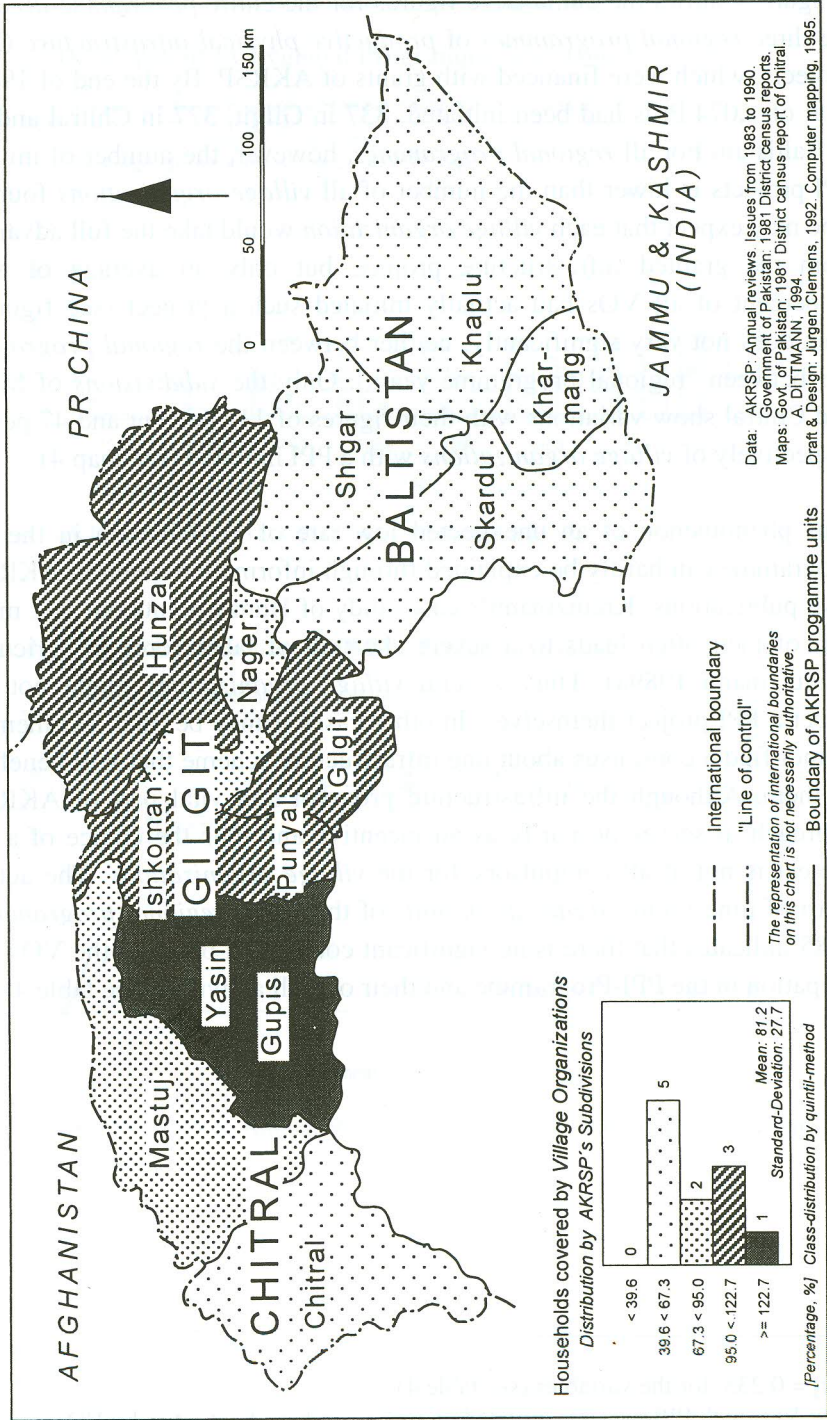 AFGHANISTAN
PR CHINA
JAMMU & KASHMIR
(INDIA)
CHITRAL
Chitral
Mastuj
GILGIT
Yasin
Gupis
Ishkoman
Punyal
Hunza
Nager
Gilgit
BALTISTAN
Shigar
Skardu
Khaplu
Khar-
mang
0 50 100 150 km
Households covered by Village Organizations
Distribution by AKRSP's Subdivisions
< 39.6 0
39.6 < 67.3 5
67.3 < 95.0 2
95.0 < 122.7 3
>= 122.7 1
Mean: 81.2
Standard-Deviation: 27.7
[Percentage, %] Class-distribution by quintil-method
International boundary
"Line of control"
The representation of international boundaries
on this chart is not necessarily authoritative.
Boundary of AKRSP programme units
Data: AKRSP: Annual reviews. Issues from 1983 to 1990.
Government of Pakistan: 1981 District census reports.
Maps: Gov. of Pakistan: 1981 District census report of Chitral.
A. DITTMANN, 1994.
Draft & Design: Jürgen Clemens, 1992. Computer mapping, 1995.